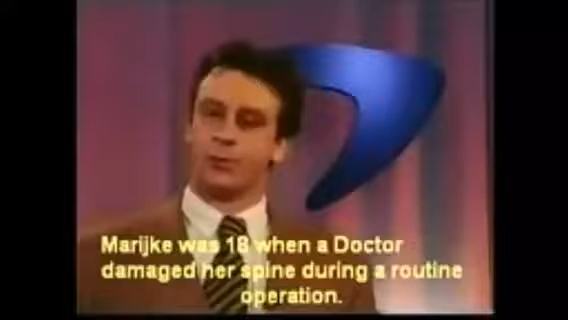 Marijke was 18 when a Doctor
damaged her spine during a routine
operation.